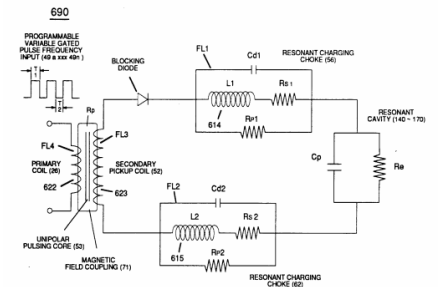 690
PROGRAMMABLE
VARIABLE GATED
PULSE FREQUENCY
INPUT (49 a xxx 49n)
T
1
T
2
BLOCKING
DIODE
FL1
Cd1
RESONANT CHARGING
CHOKE (56)
L1
Rs1
614
Rp1
RESONANT
CAVITY (140 ~ 170)
Cp
Re
Rp
FL3
FL4
PRIMARY
COIL (26)
622
SECONDARY
PICKUP COIL (52)
623
FL2
Cd2
L2
Rs 2
615
Rp2
UNIPOLAR
PULSING CORE (53)
MAGNETIC
FIELD COUPLING (71)
RESONANT CHARGING
CHOKE (62)